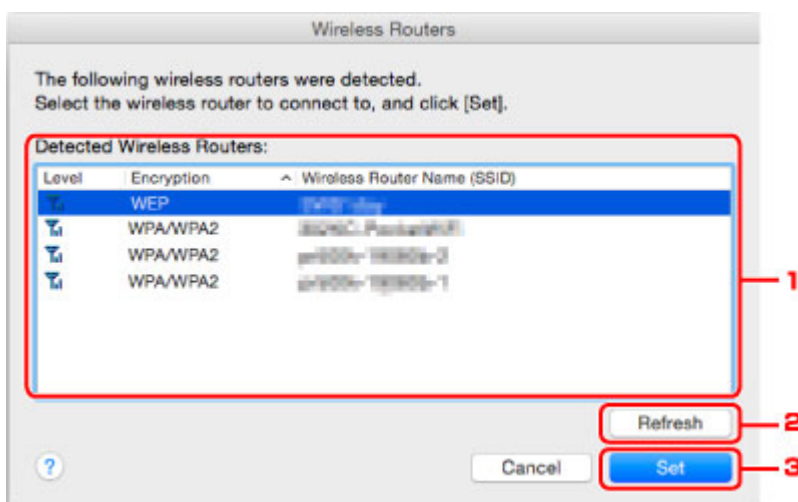 Wireless Routers
The following wireless routers were detected.
Select the wireless router to connect to, and click [Set].
Detected Wireless Routers:
Level Encryption Wireless Router Name (SSID)
WEP
WPA/WPA2
WPA/WPA2
WPA/WPA2
1
Refresh 2
? Cancel Set 3